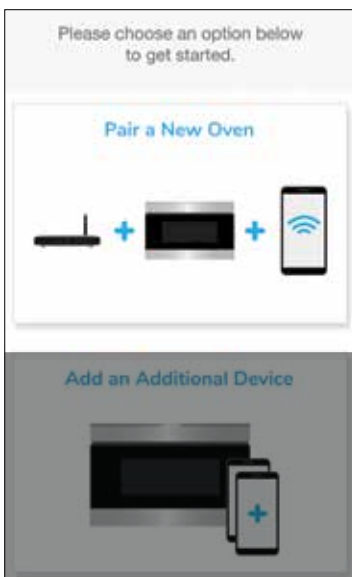 Please choose an option below
to get started.
Pair a New Oven
Add an Additional Device